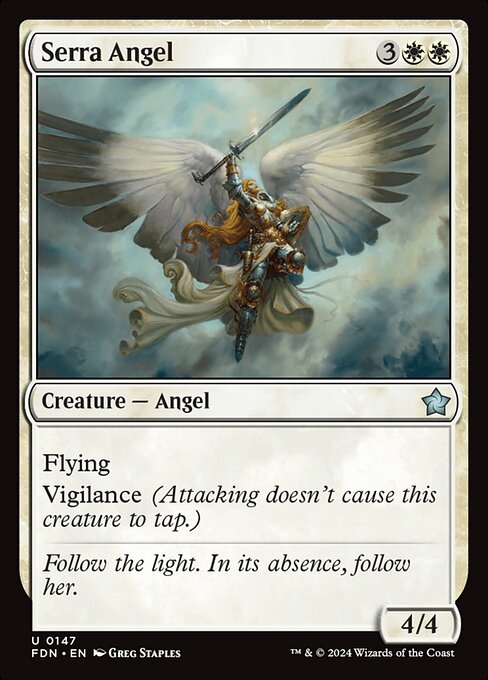 Serra Angel 3
Creature — Angel
Flying
Vigilance (Attacking doesn't cause this
creature to tap.)
Follow the light. In its absence, follow
her.
4/4
U 0147
FDN • EN Greg Staples
™ & © 2024 Wizards of the Coast